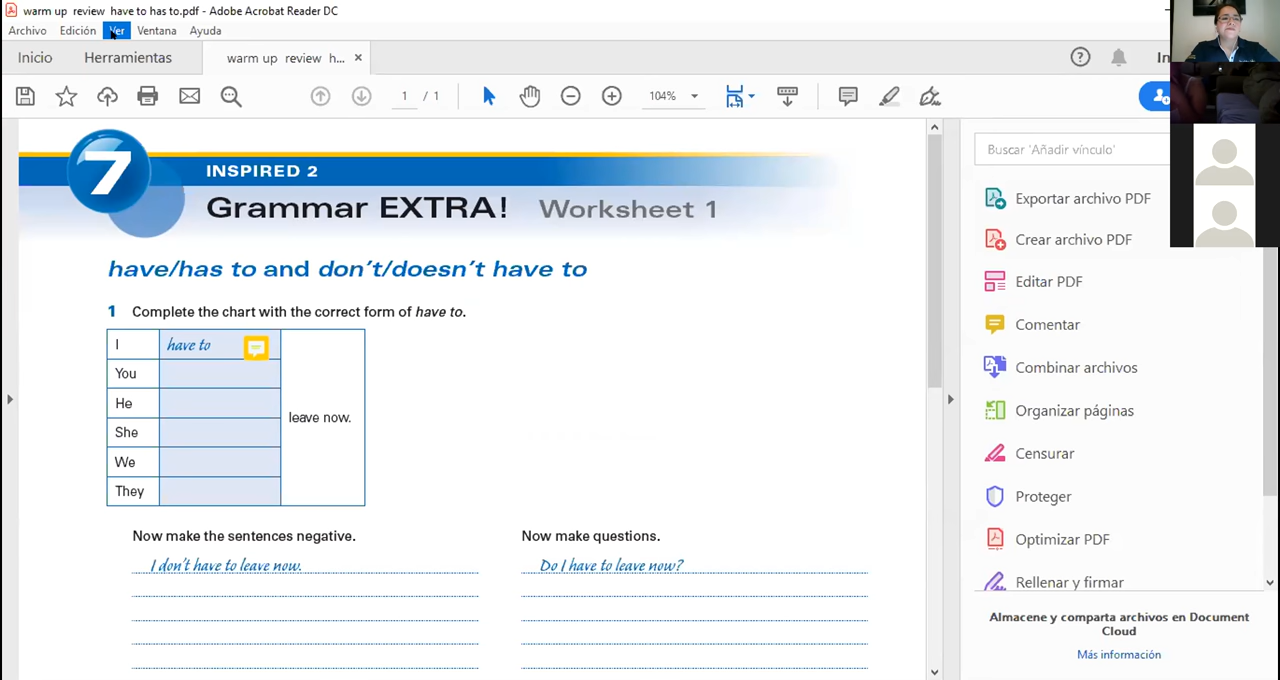 warm up review have to has to.pdf - Adobe Acrobat Reader DC
Archivo Edición Ver Ventana Ayuda
Inicio Herramientas warm up review h... ×
1 / 1 104%
7
INSPIRED 2
Grammar EXTRA! Worksheet 1
have/has to and don't/doesn't have to
1 Complete the chart with the correct form of have to.
I have to
You
He
leave now.
She
We
They
Now make the sentences negative.
I don't have to leave now.
Now make questions.
Do I have to leave now?
Buscar 'Añadir vínculo'
Exportar archivo PDF
Crear archivo PDF
Editar PDF
Comentar
Combinar archivos
Organizar páginas
Censurar
Proteger
Optimizar PDF
Rellenar y firmar
Almacene y comparta archivos en Document
Cloud
Más información